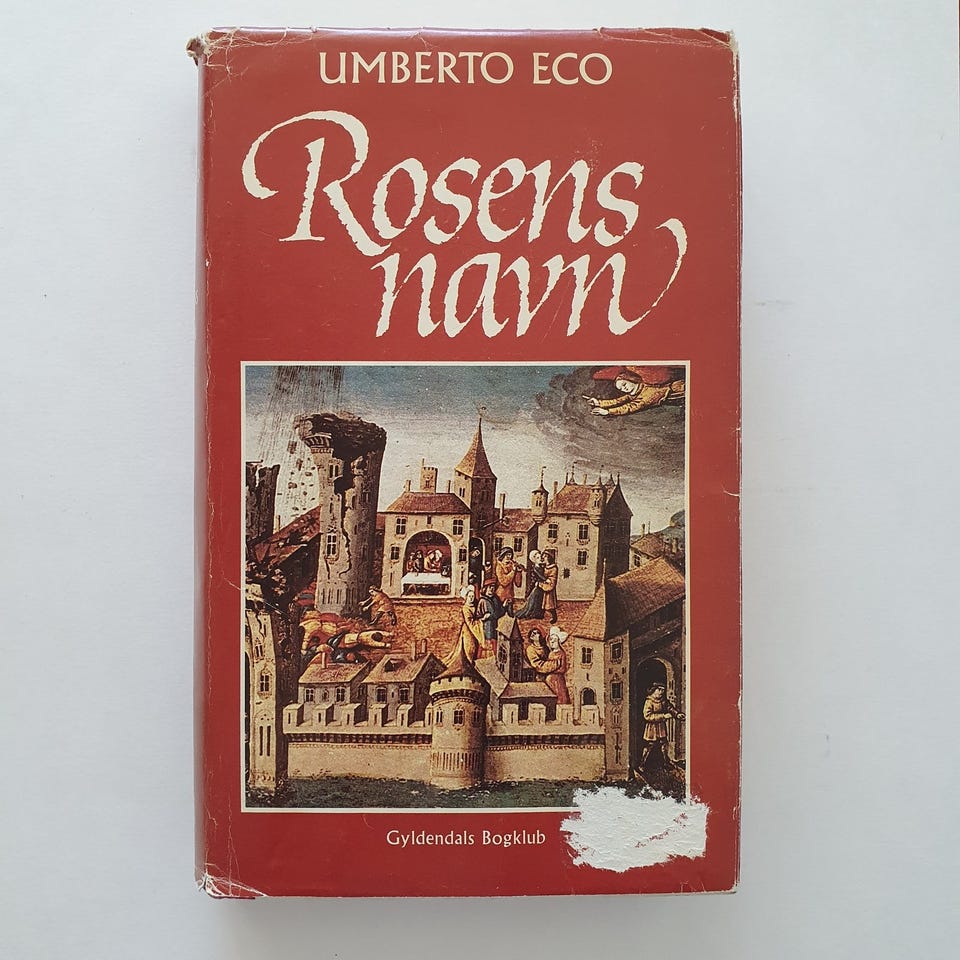 UMBERTO ECO
Rosens
navn
Gyldendals Bogklub